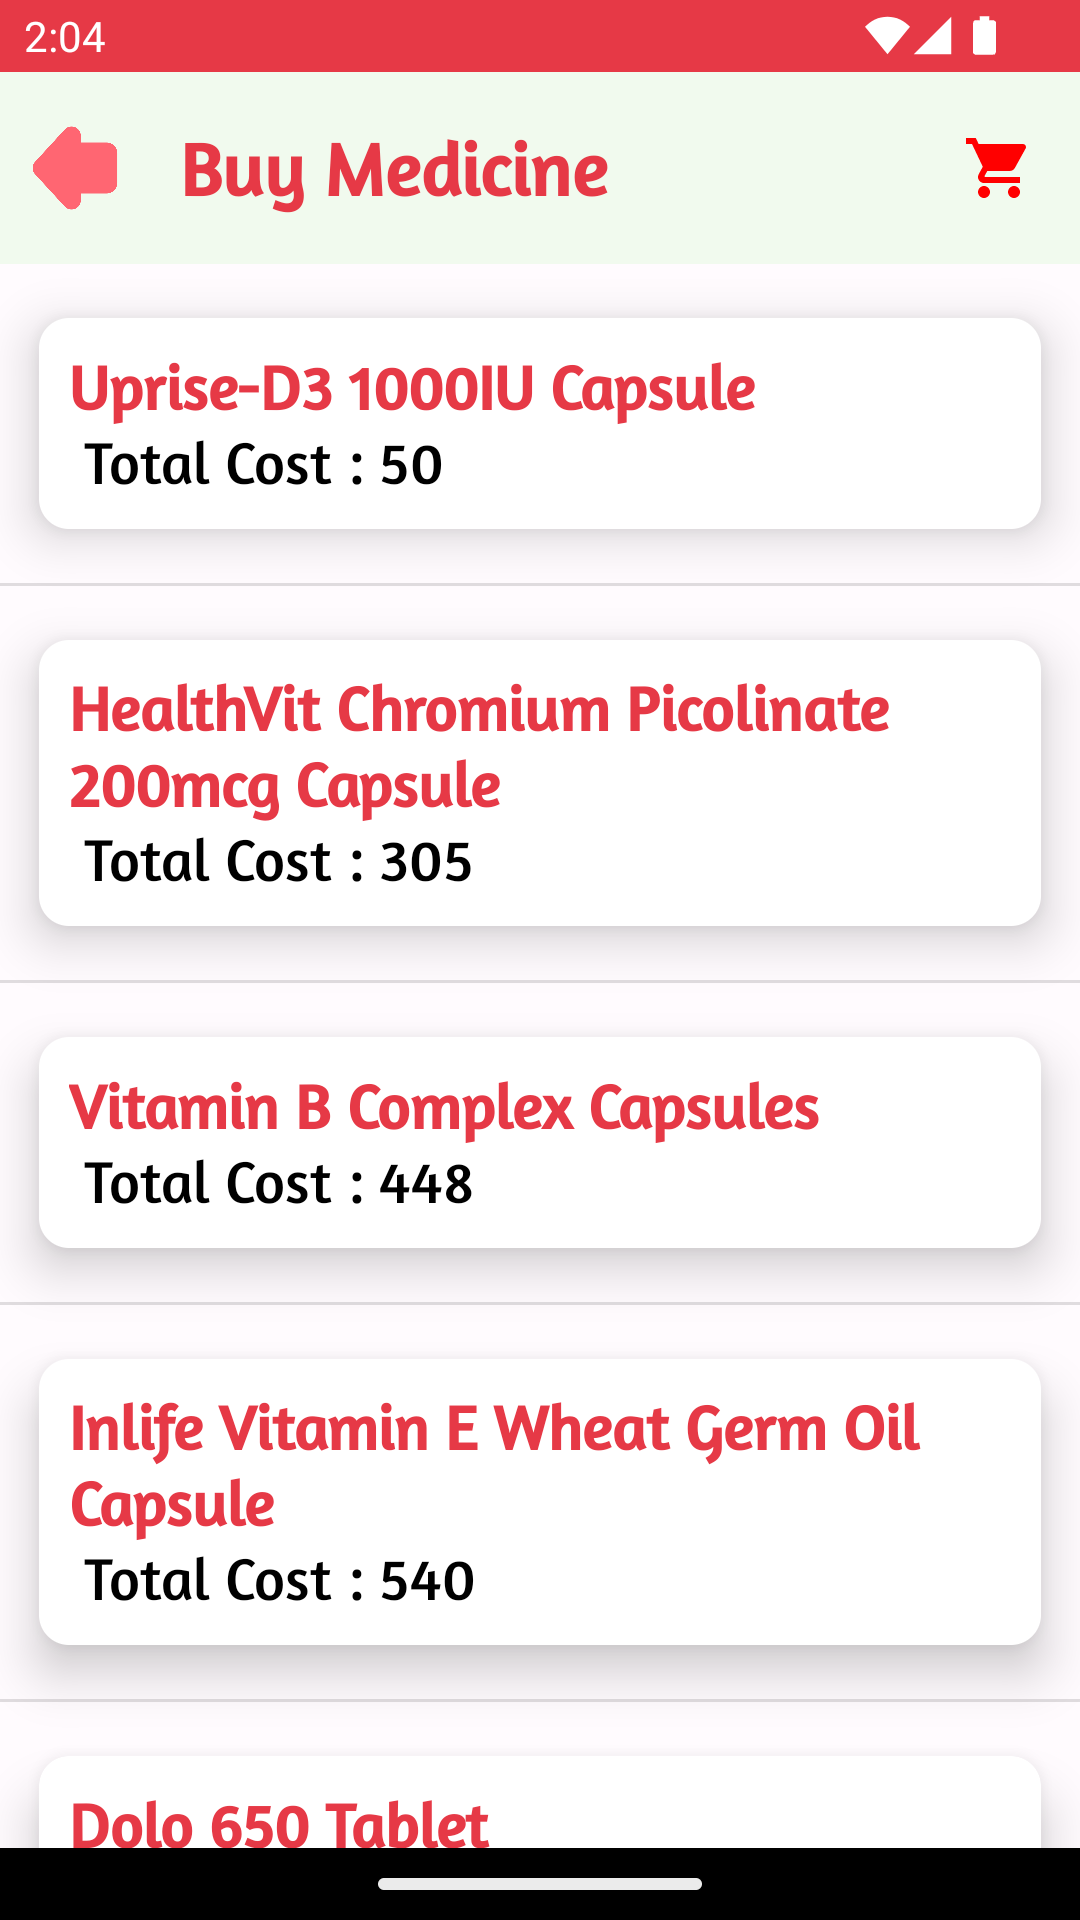 2:04
Buy Medicine
Uprise-D3 1000IU Capsule
Total Cost : 50
HealthVit Chromium Picolinate
200mcg Capsule
Total Cost : 305
Vitamin B Complex Capsules
Total Cost : 448
Inlife Vitamin E Wheat Germ Oil
Capsule
Total Cost : 540
Dolo 650 Tablet